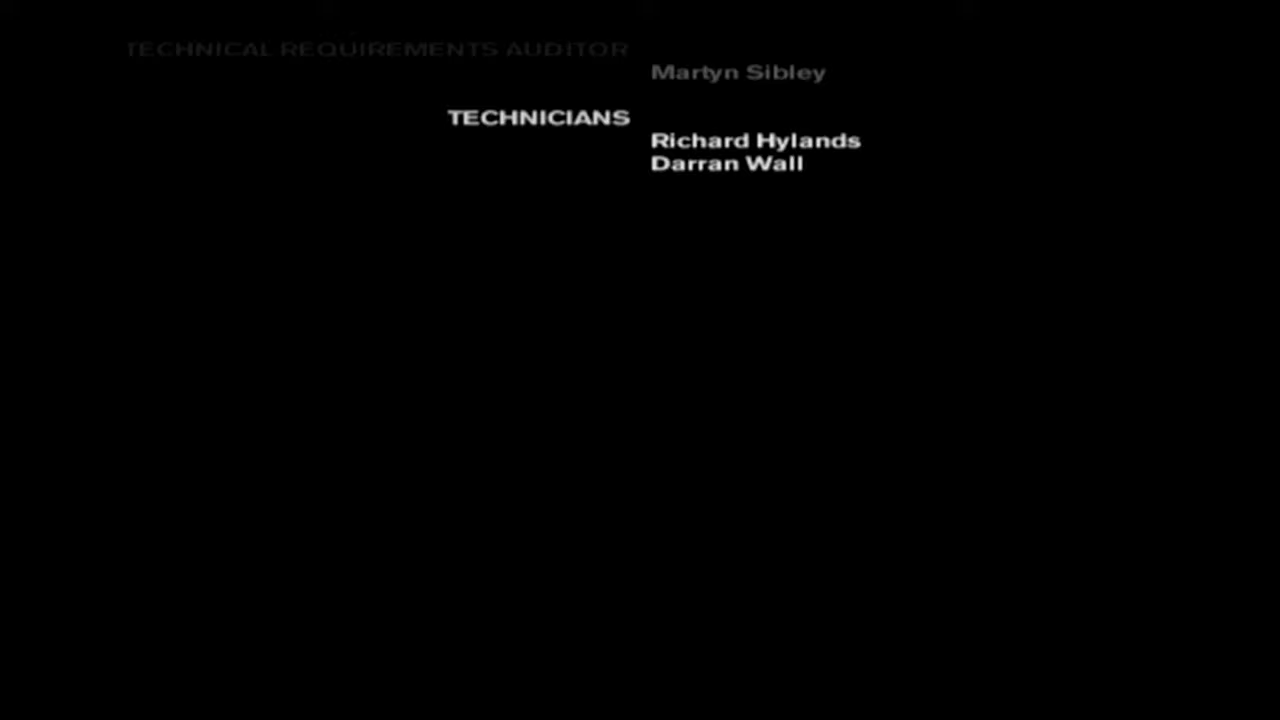 TECHNICAL REQUIREMENTS AUDITOR
Martyn Sibley
TECHNICIANS
Richard Hylands
Darran Wall